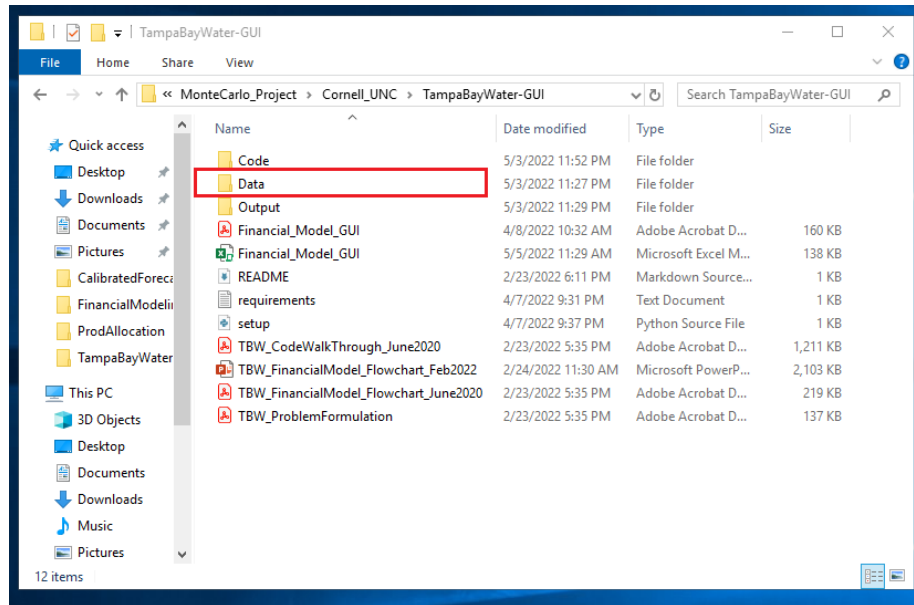 TampaBayWater-GUI
File Home Share View
« MonteCarlo_Project > Cornell_UNC > TampaBayWater-GUI
Search TampaBayWater-GUI
Quick access
Desktop
Downloads
Documents
Pictures
CalibratedForeca
FinancialModelin
ProdAllocation
TampaBayWater
This PC
3D Objects
Desktop
Documents
Downloads
Music
Pictures
Name Date modified Type Size
Code 5/3/2022 11:52 PM File folder
Data 5/3/2022 11:27 PM File folder
Output 5/3/2022 11:29 PM File folder
Financial_Model_GUI 4/8/2022 10:32 AM Adobe Acrobat D... 160 KB
Financial_Model_GUI 5/5/2022 11:29 AM Microsoft Excel M... 138 KB
README 2/23/2022 6:11 PM Markdown Source... 1 KB
requirements 4/7/2022 9:31 PM Text Document 1 KB
setup 4/7/2022 9:37 PM Python Source File 1 KB
TBW_CodeWalkThrough_June2020 2/23/2022 5:35 PM Adobe Acrobat D... 1,211 KB
TBW_FinancialModel_Flowchart_Feb2022 2/24/2022 11:30 AM Microsoft PowerP... 2,103 KB
TBW_FinancialModel_Flowchart_June2020 2/23/2022 5:35 PM Adobe Acrobat D... 219 KB
TBW_ProblemFormulation 2/23/2022 5:35 PM Adobe Acrobat D... 137 KB
12 items